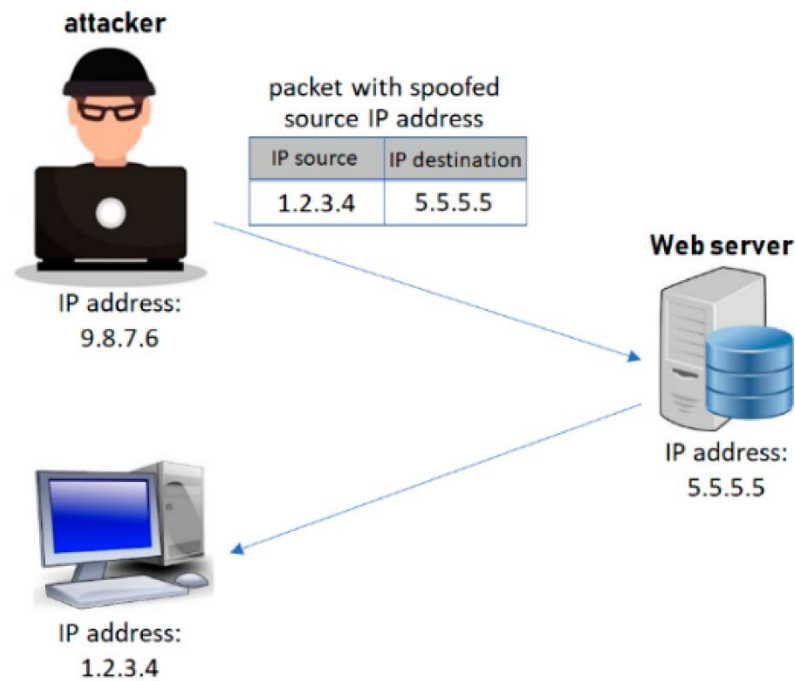 attacker
packet with spoofed
source IP address
IP source IP destination
1.2.3.4 5.5.5.5
IP address:
9.8.7.6
Web server
IP address:
5.5.5.5
IP address:
1.2.3.4